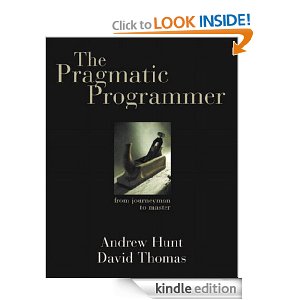 Click to
LOOK INSIDE!
The
Pragmatic
Programmer
from journeyman
to master
Andrew Hunt
David Thomas
kindle edition